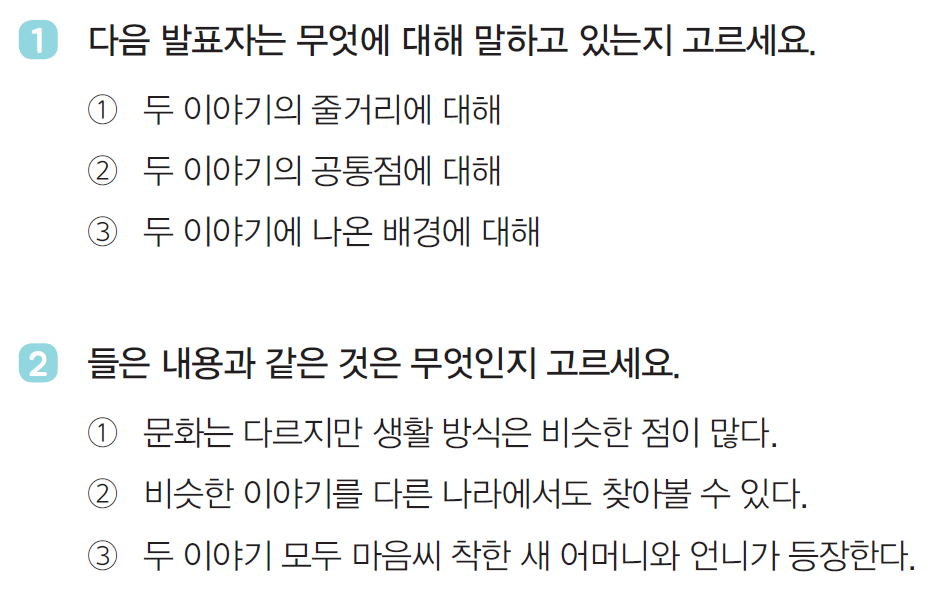 1 다음 발표자는 무엇에 대해 말하고 있는지 고르세요.
① 두 이야기의 줄거리에 대해
② 두 이야기의 공통점에 대해
③ 두 이야기에 나온 배경에 대해
2 들은 내용과 같은 것은 무엇인지 고르세요.
① 문화는 다르지만 생활 방식은 비슷한 점이 많다.
② 비슷한 이야기를 다른 나라에서도 찾아볼 수 있다.
③ 두 이야기 모두 마음씨 착한 새 어머니와 언니가 등장한다.